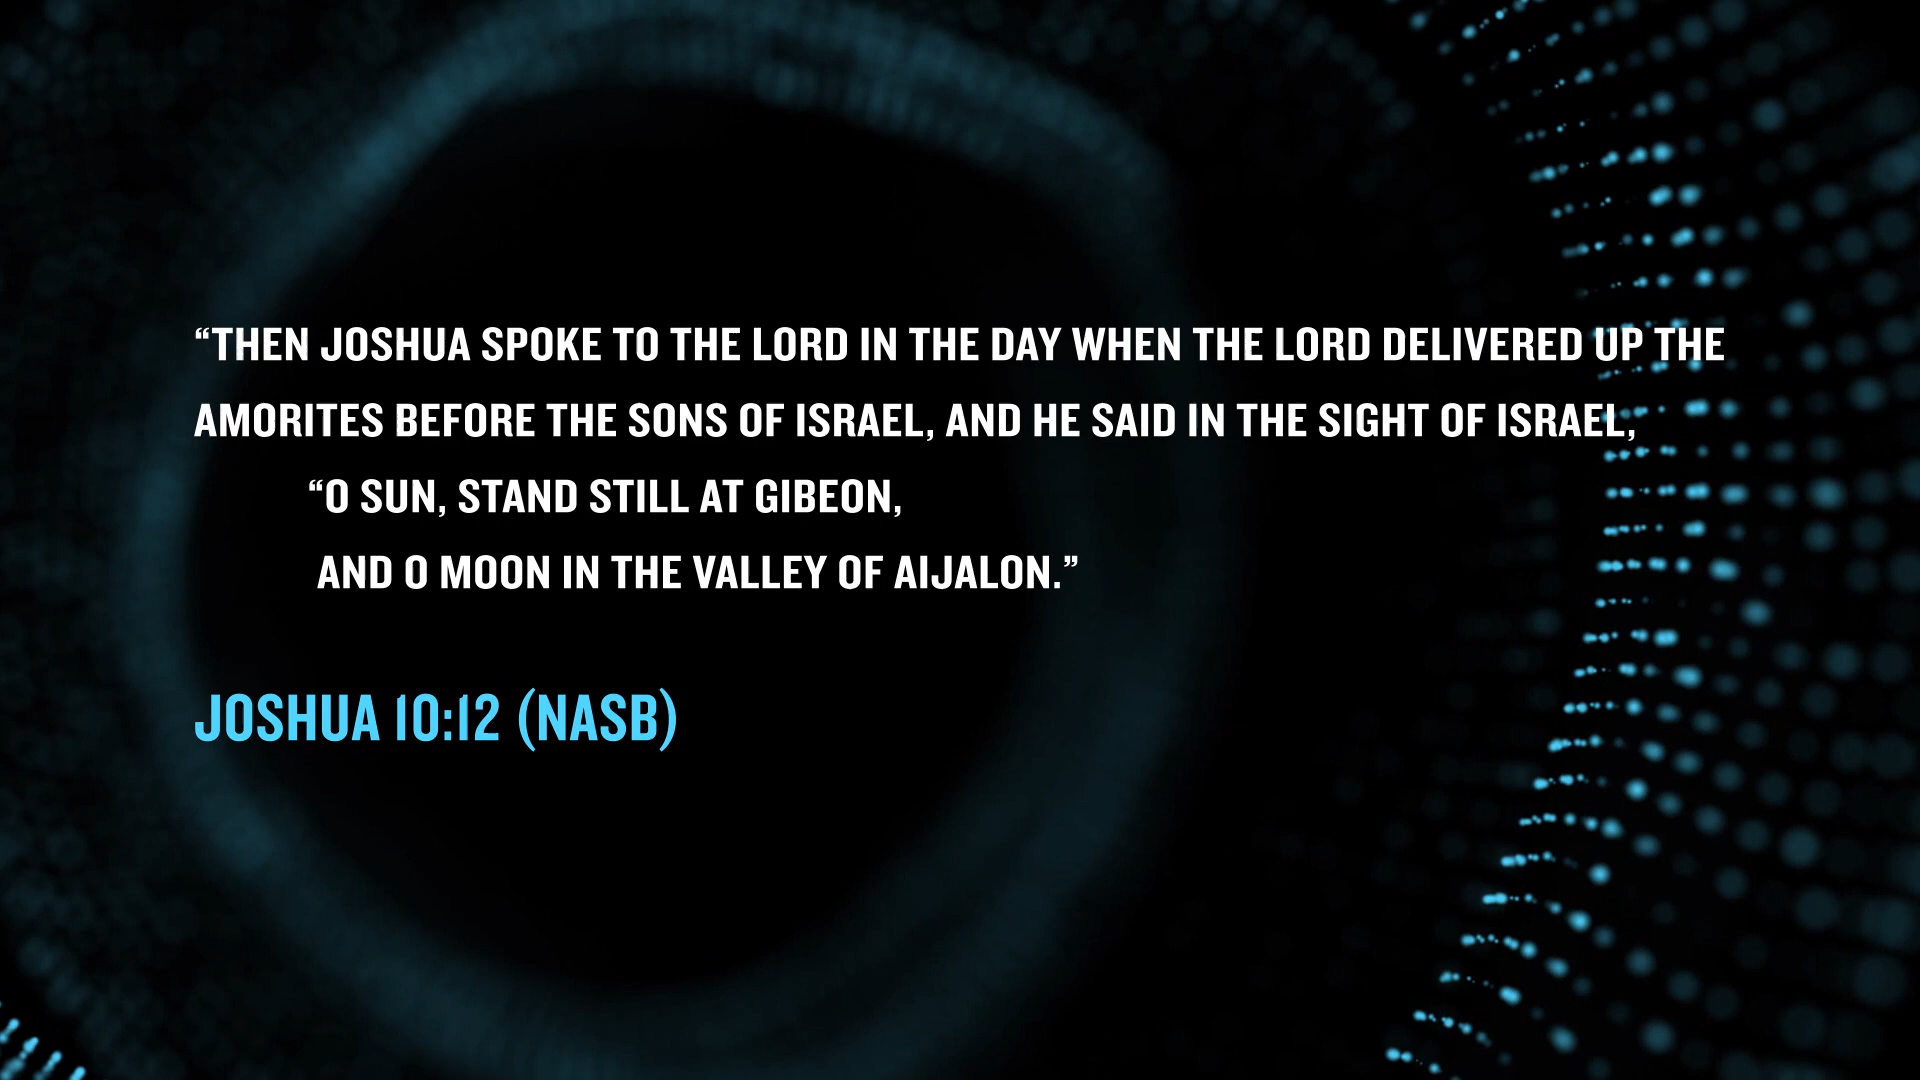 “THEN JOSHUA SPOKE TO THE LORD IN THE DAY WHEN THE LORD DELIVERED UP THE
AMORITES BEFORE THE SONS OF ISRAEL, AND HE SAID IN THE SIGHT OF ISRAEL,
“O SUN, STAND STILL AT GIBEON,
AND O MOON IN THE VALLEY OF AIJALON.”
JOSHUA 10:12 (NASB)